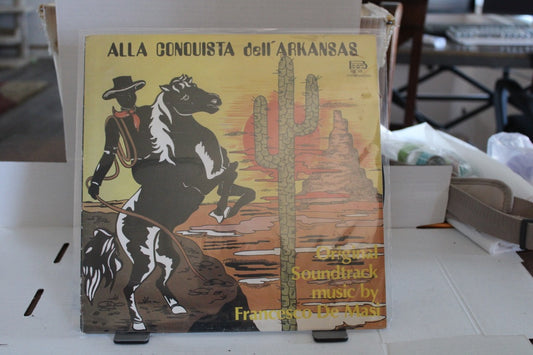 ALLA CONQUISTA dell'ARKANSAS
Original
Soundtrack
music by
Francesco De Masi